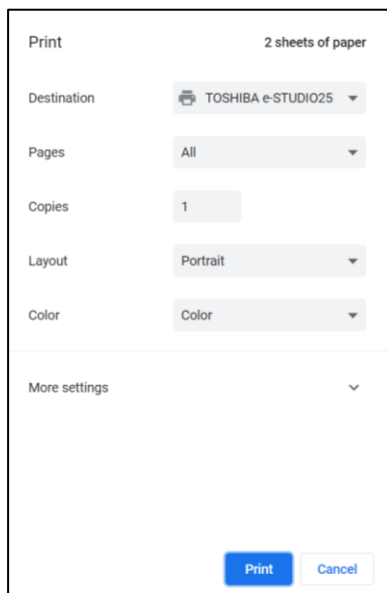 Print 2 sheets of paper
Destination TOSHIBA e-STUDIO25
Pages All
Copies 1
Layout Portrait
Color Color
More settings
Print Cancel